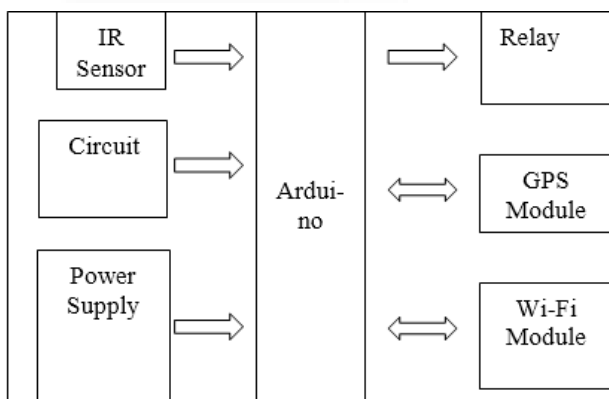 IR
Sensor
Circuit
Power
Supply
Ardui-
no
Relay
GPS
Module
Wi-Fi
Module